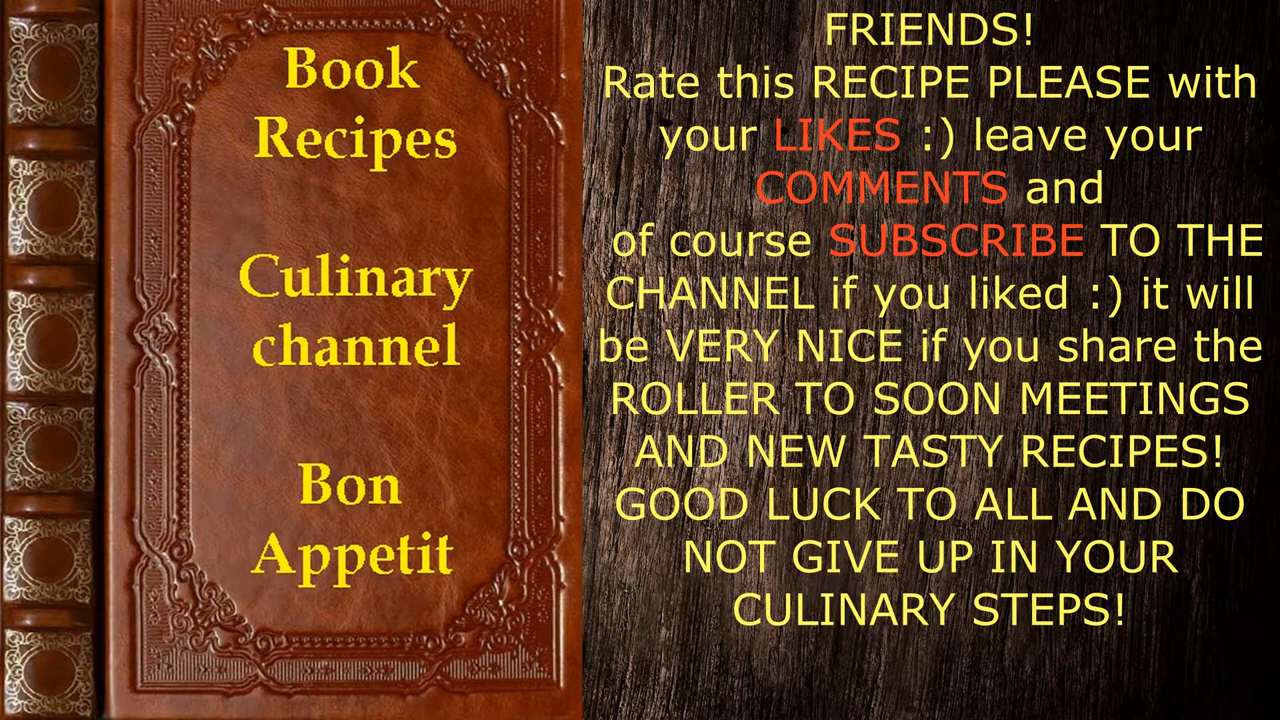 Book
Recipes
Culinary
channel
Bon
Appetit
FRIENDS!
Rate this RECIPE PLEASE with
your LIKES :) leave your
COMMENTS and
of course SUBSCRIBE TO THE
CHANNEL if you liked :) it will
be VERY NICE if you share the
ROLLER TO SOON MEETINGS
AND NEW TASTY RECIPES!
GOOD LUCK TO ALL AND DO
NOT GIVE UP IN YOUR
CULINARY STEPS!